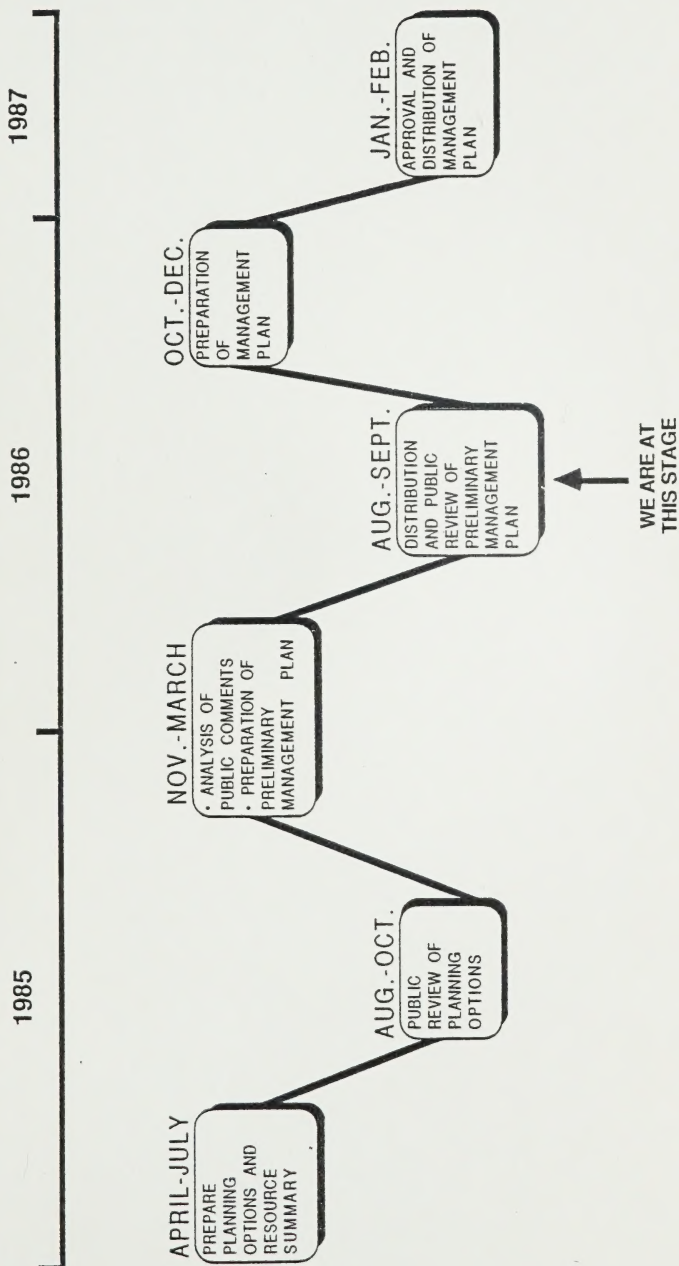 1985
1986
1987
APRIL-JULY
PREPARE
PLANNING
OPTIONS AND
RESOURCE
SUMMARY
AUG.-OCT.
PUBLIC
REVIEW OF
PLANNING
OPTIONS
NOV.-MARCH
• ANALYSIS OF
PUBLIC COMMENTS
• PREPARATION OF
PRELIMINARY
MANAGEMENT PLAN
AUG.-SEPT.
DISTRIBUTION
AND PUBLIC
REVIEW OF
PRELIMINARY
MANAGEMENT
PLAN
WE ARE AT
THIS STAGE
OCT.-DEC.
PREPARATION
OF
MANAGEMENT
PLAN
JAN.-FEB.
APPROVAL AND
DISTRIBUTION OF
MANAGEMENT
PLAN